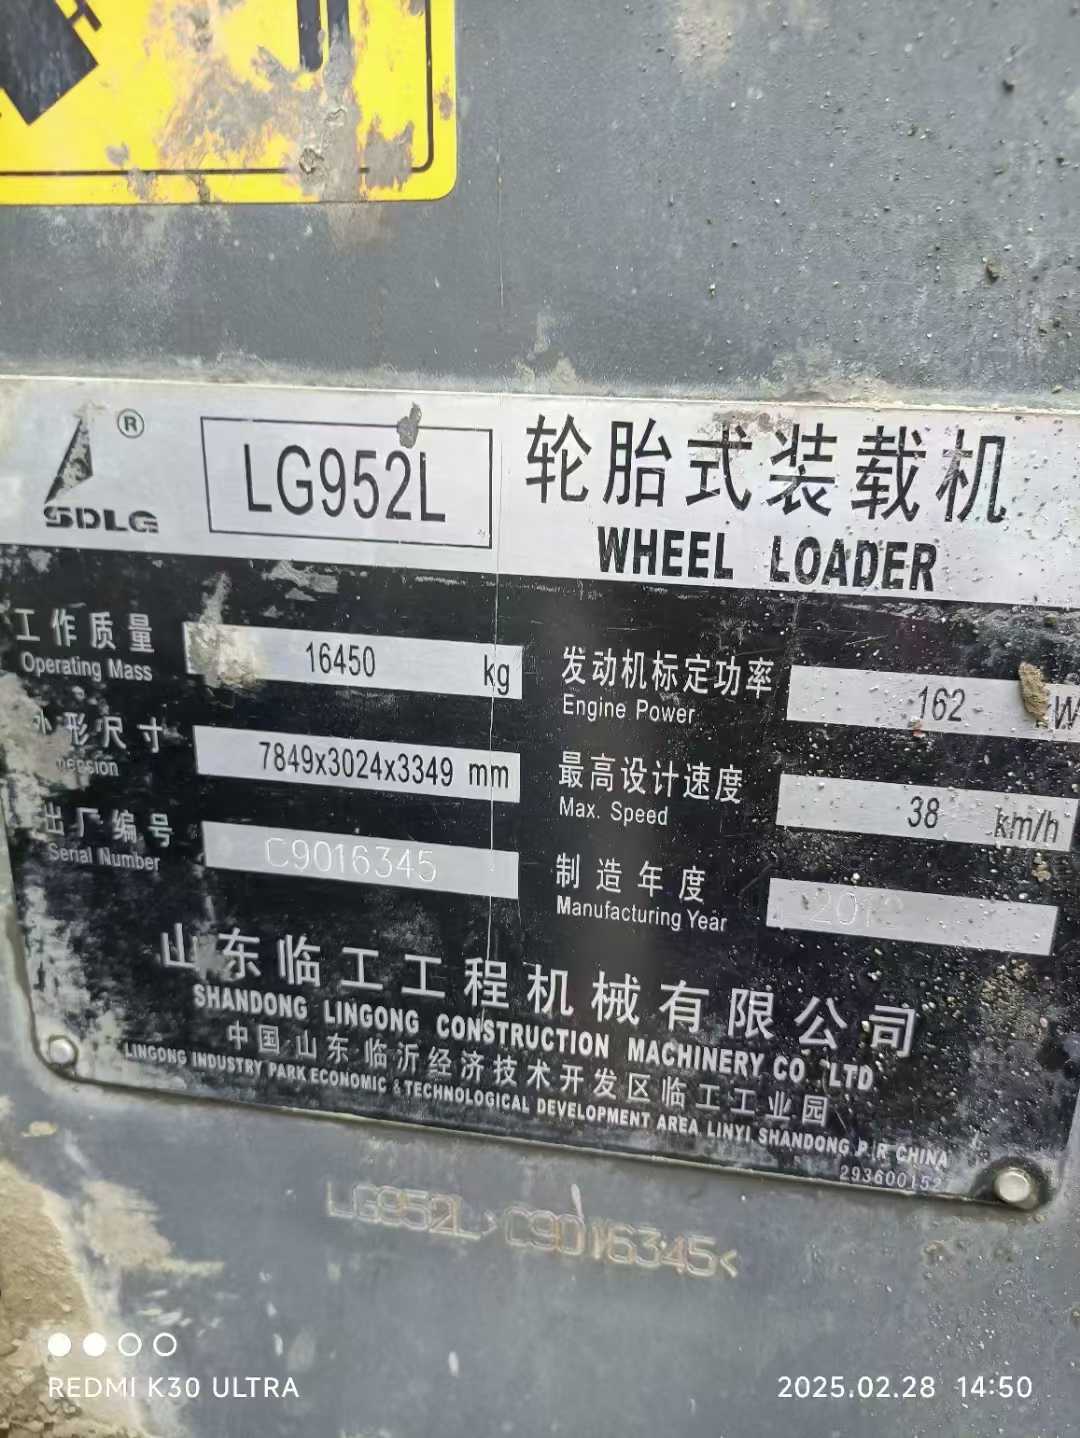 ®
SDLG
LG952L
轮胎式装载机
WHEEL LOADER
工作质量
Operating Mass
16450 kg
发动机标定功率
Engine Power
162 kW
外形尺寸
7849x3024x3349 mm
最高设计速度
Max. Speed
38 km/h
出厂编号
Serial Number
C9016345
制造年度
Manufacturing Year
山东临工工程机械有限公司
SHANDONG LINGONG CONSTRUCTION MACHINERY CO LTD
中国山东临沂经济技术开发区临工工业园
LINGONG INDUSTRY PARK ECONOMIC & TECHNOLOGICAL DEVELOPMENT AREA LINYI SHANDONG P R CHINA
293600152
LG952L>C9016345<
REDMI K30 ULTRA
2025.02.28 14:50